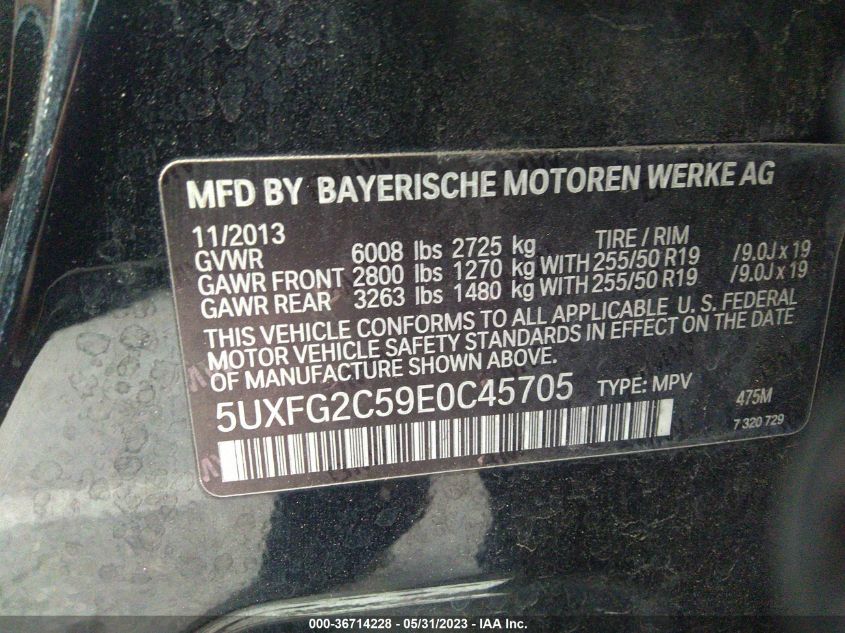 MFD BY BAYERISCHE MOTOREN WERKE AG
11/2013 TIRE / RIM
GVWR 6008 lbs 2725 kg
GAWR FRONT 2800 lbs 1270 kg WITH 255/50 R19 /9.0J x 19
GAWR REAR 3263 lbs 1480 kg WITH 255/50 R19 /9.0J x 19
THIS VEHICLE CONFORMS TO ALL APPLICABLE U. S. FEDERAL
MOTOR VEHICLE SAFETY STANDARDS IN EFFECT ON THE DATE
OF MANUFACTURE SHOWN ABOVE.
5UXFG2C59E0C45705 TYPE: MPV 475M
7 320 729
000-36714228 - 05/31/2023 - IAA Inc.